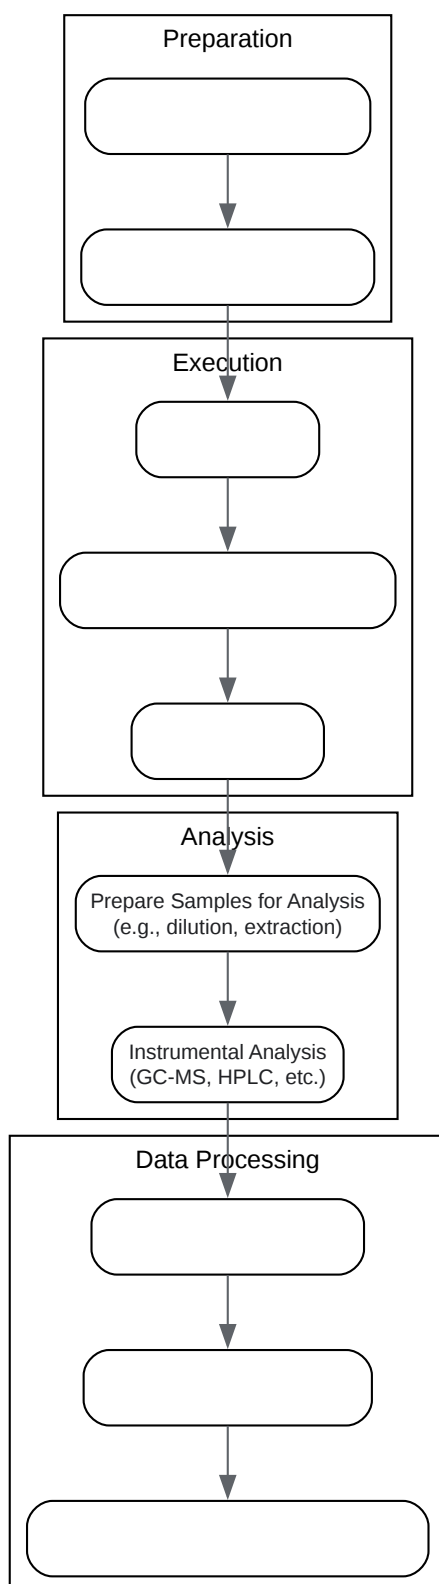 Preparation
Execution
Analysis
Prepare Samples for Analysis
(e.g., dilution, extraction)
Instrumental Analysis
(GC-MS, HPLC, etc.)
Data Processing